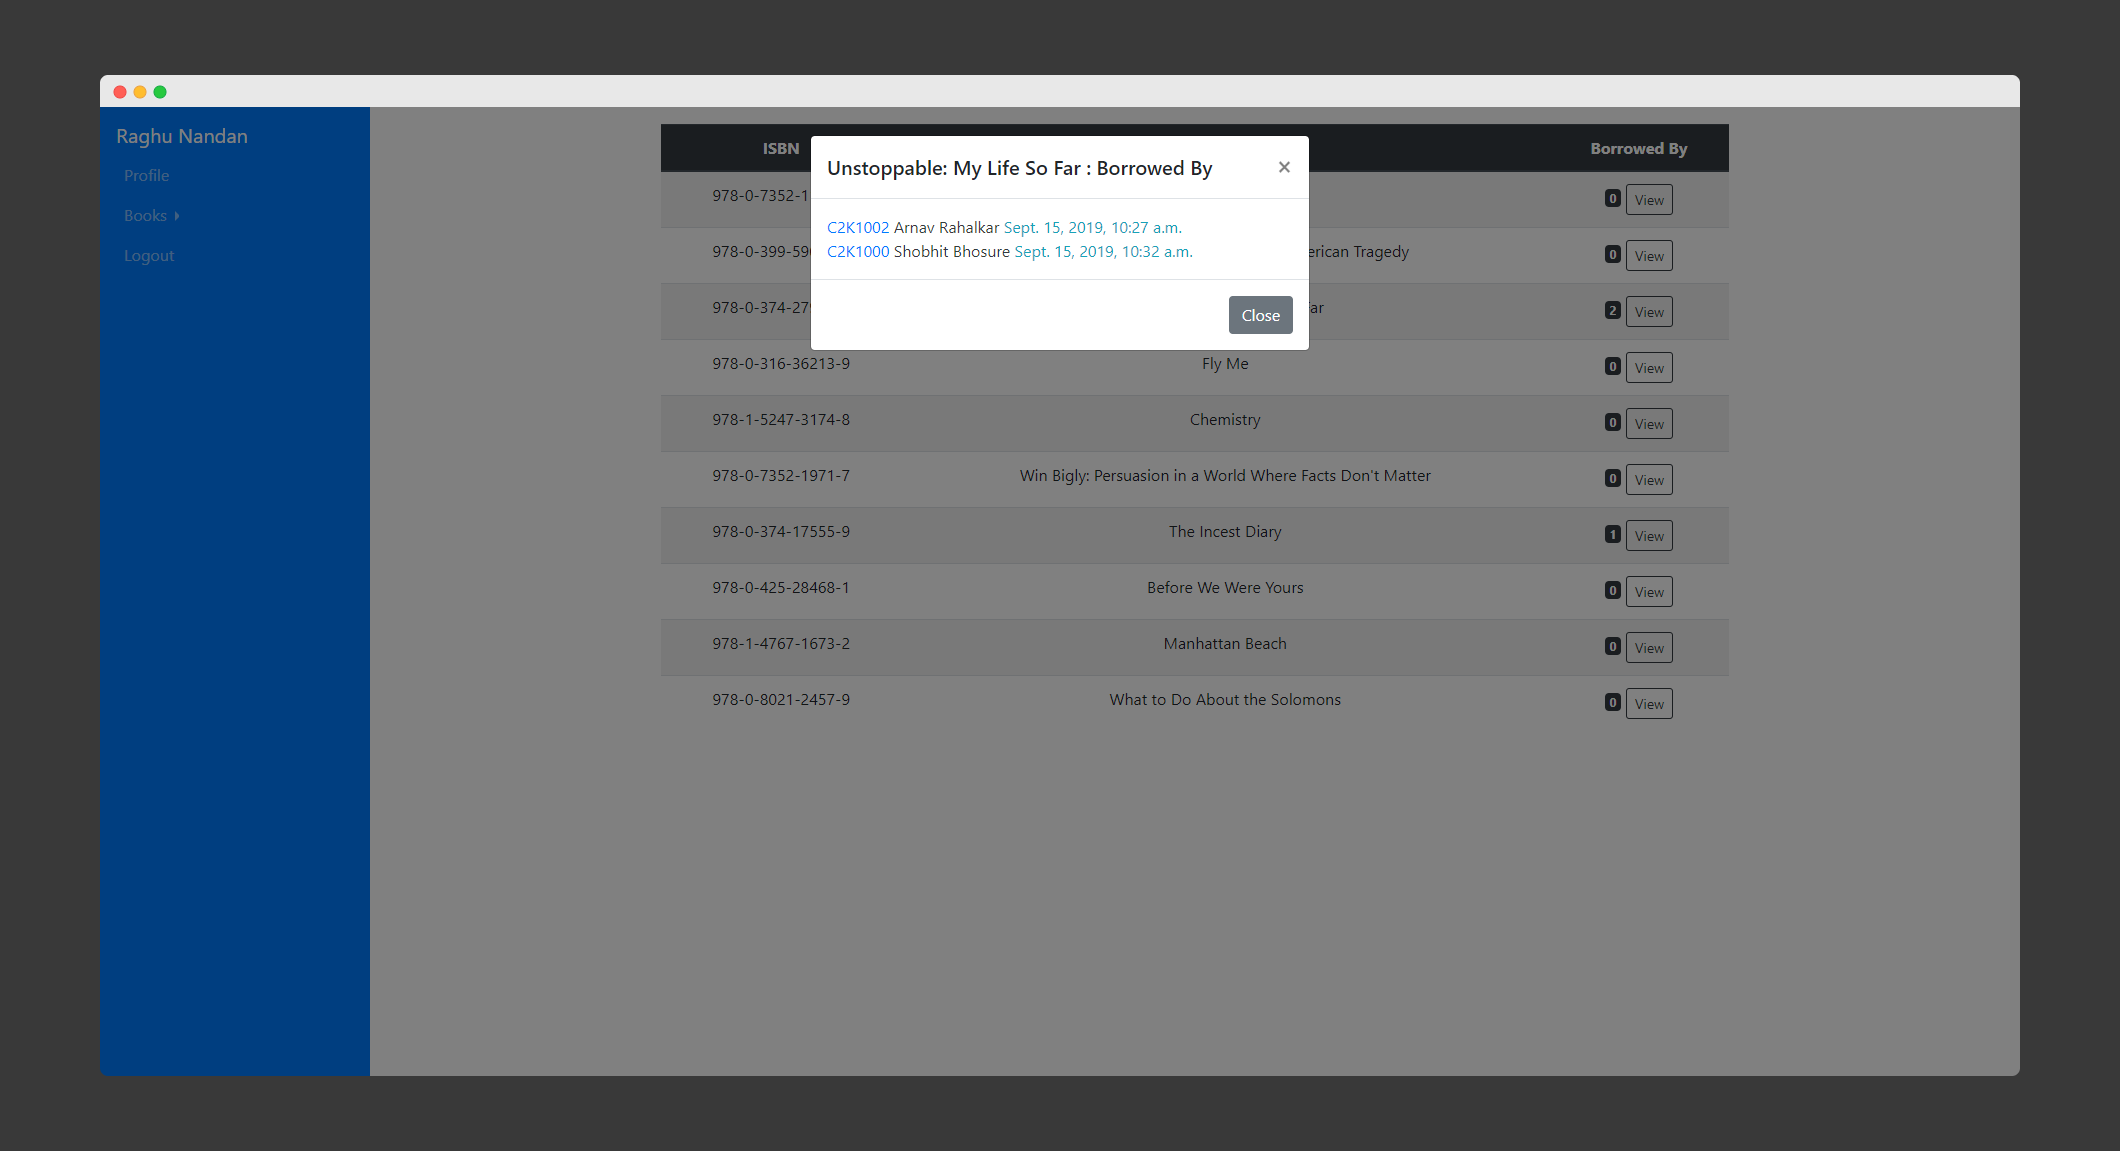 Raghu Nandan
Profile
Books
Logout
ISBN
Borrowed By
Unstoppable: My Life So Far : Borrowed By ×
C2K1002 Arnav Rahalkar Sept. 15, 2019, 10:27 a.m.
C2K1000 Shobhit Bhosure Sept. 15, 2019, 10:32 a.m.
Close
978-0-7352-1 0 View
978-0-399-59 erican Tragedy 0 View
978-0-374-27 ar 2 View
978-0-316-36213-9 Fly Me 0 View
978-1-5247-3174-8 Chemistry 0 View
978-0-7352-1971-7 Win Bigly: Persuasion in a World Where Facts Don't Matter 0 View
978-0-374-17555-9 The Incest Diary 1 View
978-0-425-28468-1 Before We Were Yours 0 View
978-1-4767-1673-2 Manhattan Beach 0 View
978-0-8021-2457-9 What to Do About the Solomons 0 View